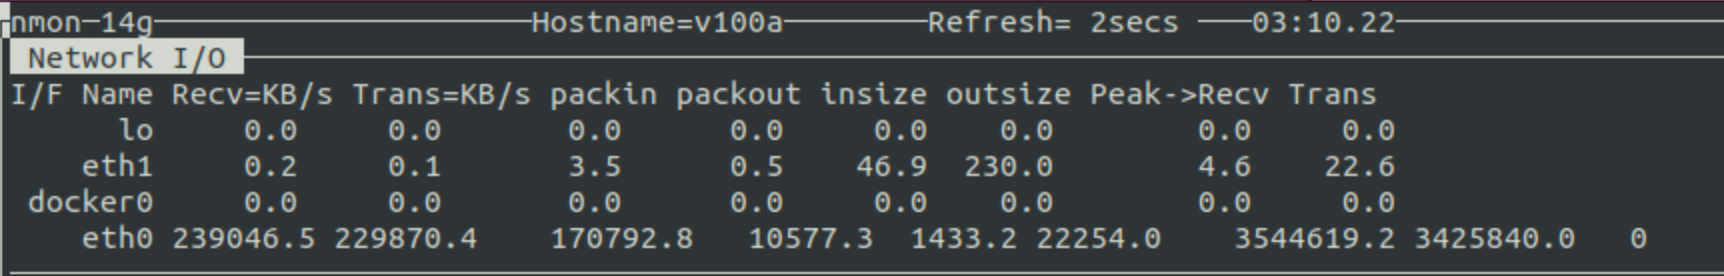 nmon-14g Hostname=v100a Refresh= 2secs 03:10.22
Network I/O
I/F Name Recv=KB/s Trans=KB/s packin packout insize outsize Peak->Recv Trans
lo 0.0 0.0 0.0 0.0 0.0 0.0 0.0 0.0
eth1 0.2 0.1 3.5 0.5 46.9 230.0 4.6 22.6
docker0 0.0 0.0 0.0 0.0 0.0 0.0 0.0 0.0
eth0 239046.5 229870.4 170792.8 10577.3 1433.2 22254.0 3544619.2 3425840.0 0